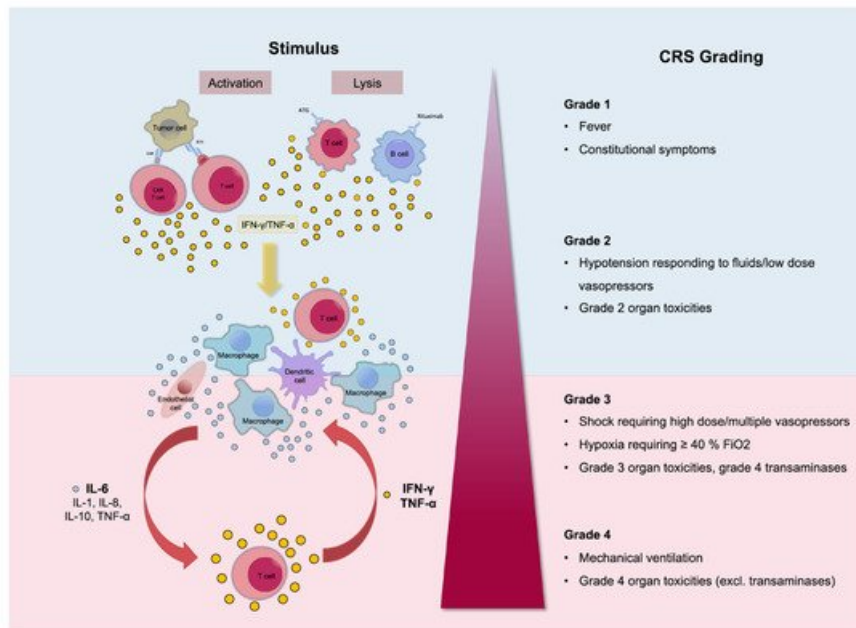 Stimulus
Activation
Lysis
Tumor cell
CAR
T cell
T cell
ATG
T cell
Rituximab
B cell
IFN-γ/TNF-α
T cell
Macrophage
Dendritic
cell
Macrophage
Endothelial
cell
Macrophage
IL-6
IL-1, IL-8,
IL-10, TNF-α
IFN-γ
TNF-α
T cell
CRS Grading
Grade 1
• Fever
• Constitutional symptoms
Grade 2
• Hypotension responding to fluids/low dose
vasopressors
• Grade 2 organ toxicities
Grade 3
• Shock requiring high dose/multiple vasopressors
• Hypoxia requiring ≥ 40 % FiO2
• Grade 3 organ toxicities, grade 4 transaminases
Grade 4
• Mechanical ventilation
• Grade 4 organ toxicities (excl. transaminases)